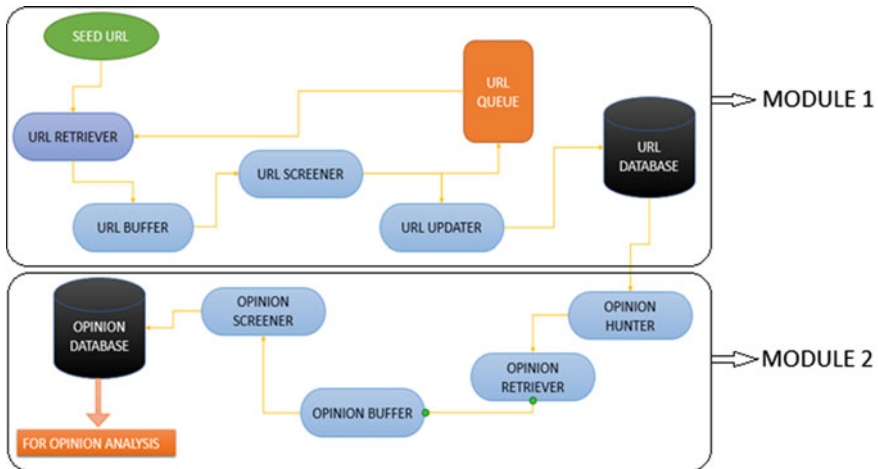 SEED URL
URL
QUEUE
MODULE 1
URL RETRIEVER
URL
DATABASE
URL SCREENER
URL BUFFER
URL UPDATER
OPINION
DATABASE
OPINION
SCREENER
OPINION
HUNTER
MODULE 2
OPINION
RETRIEVER
OPINION BUFFER
FOR OPINION ANALYSIS